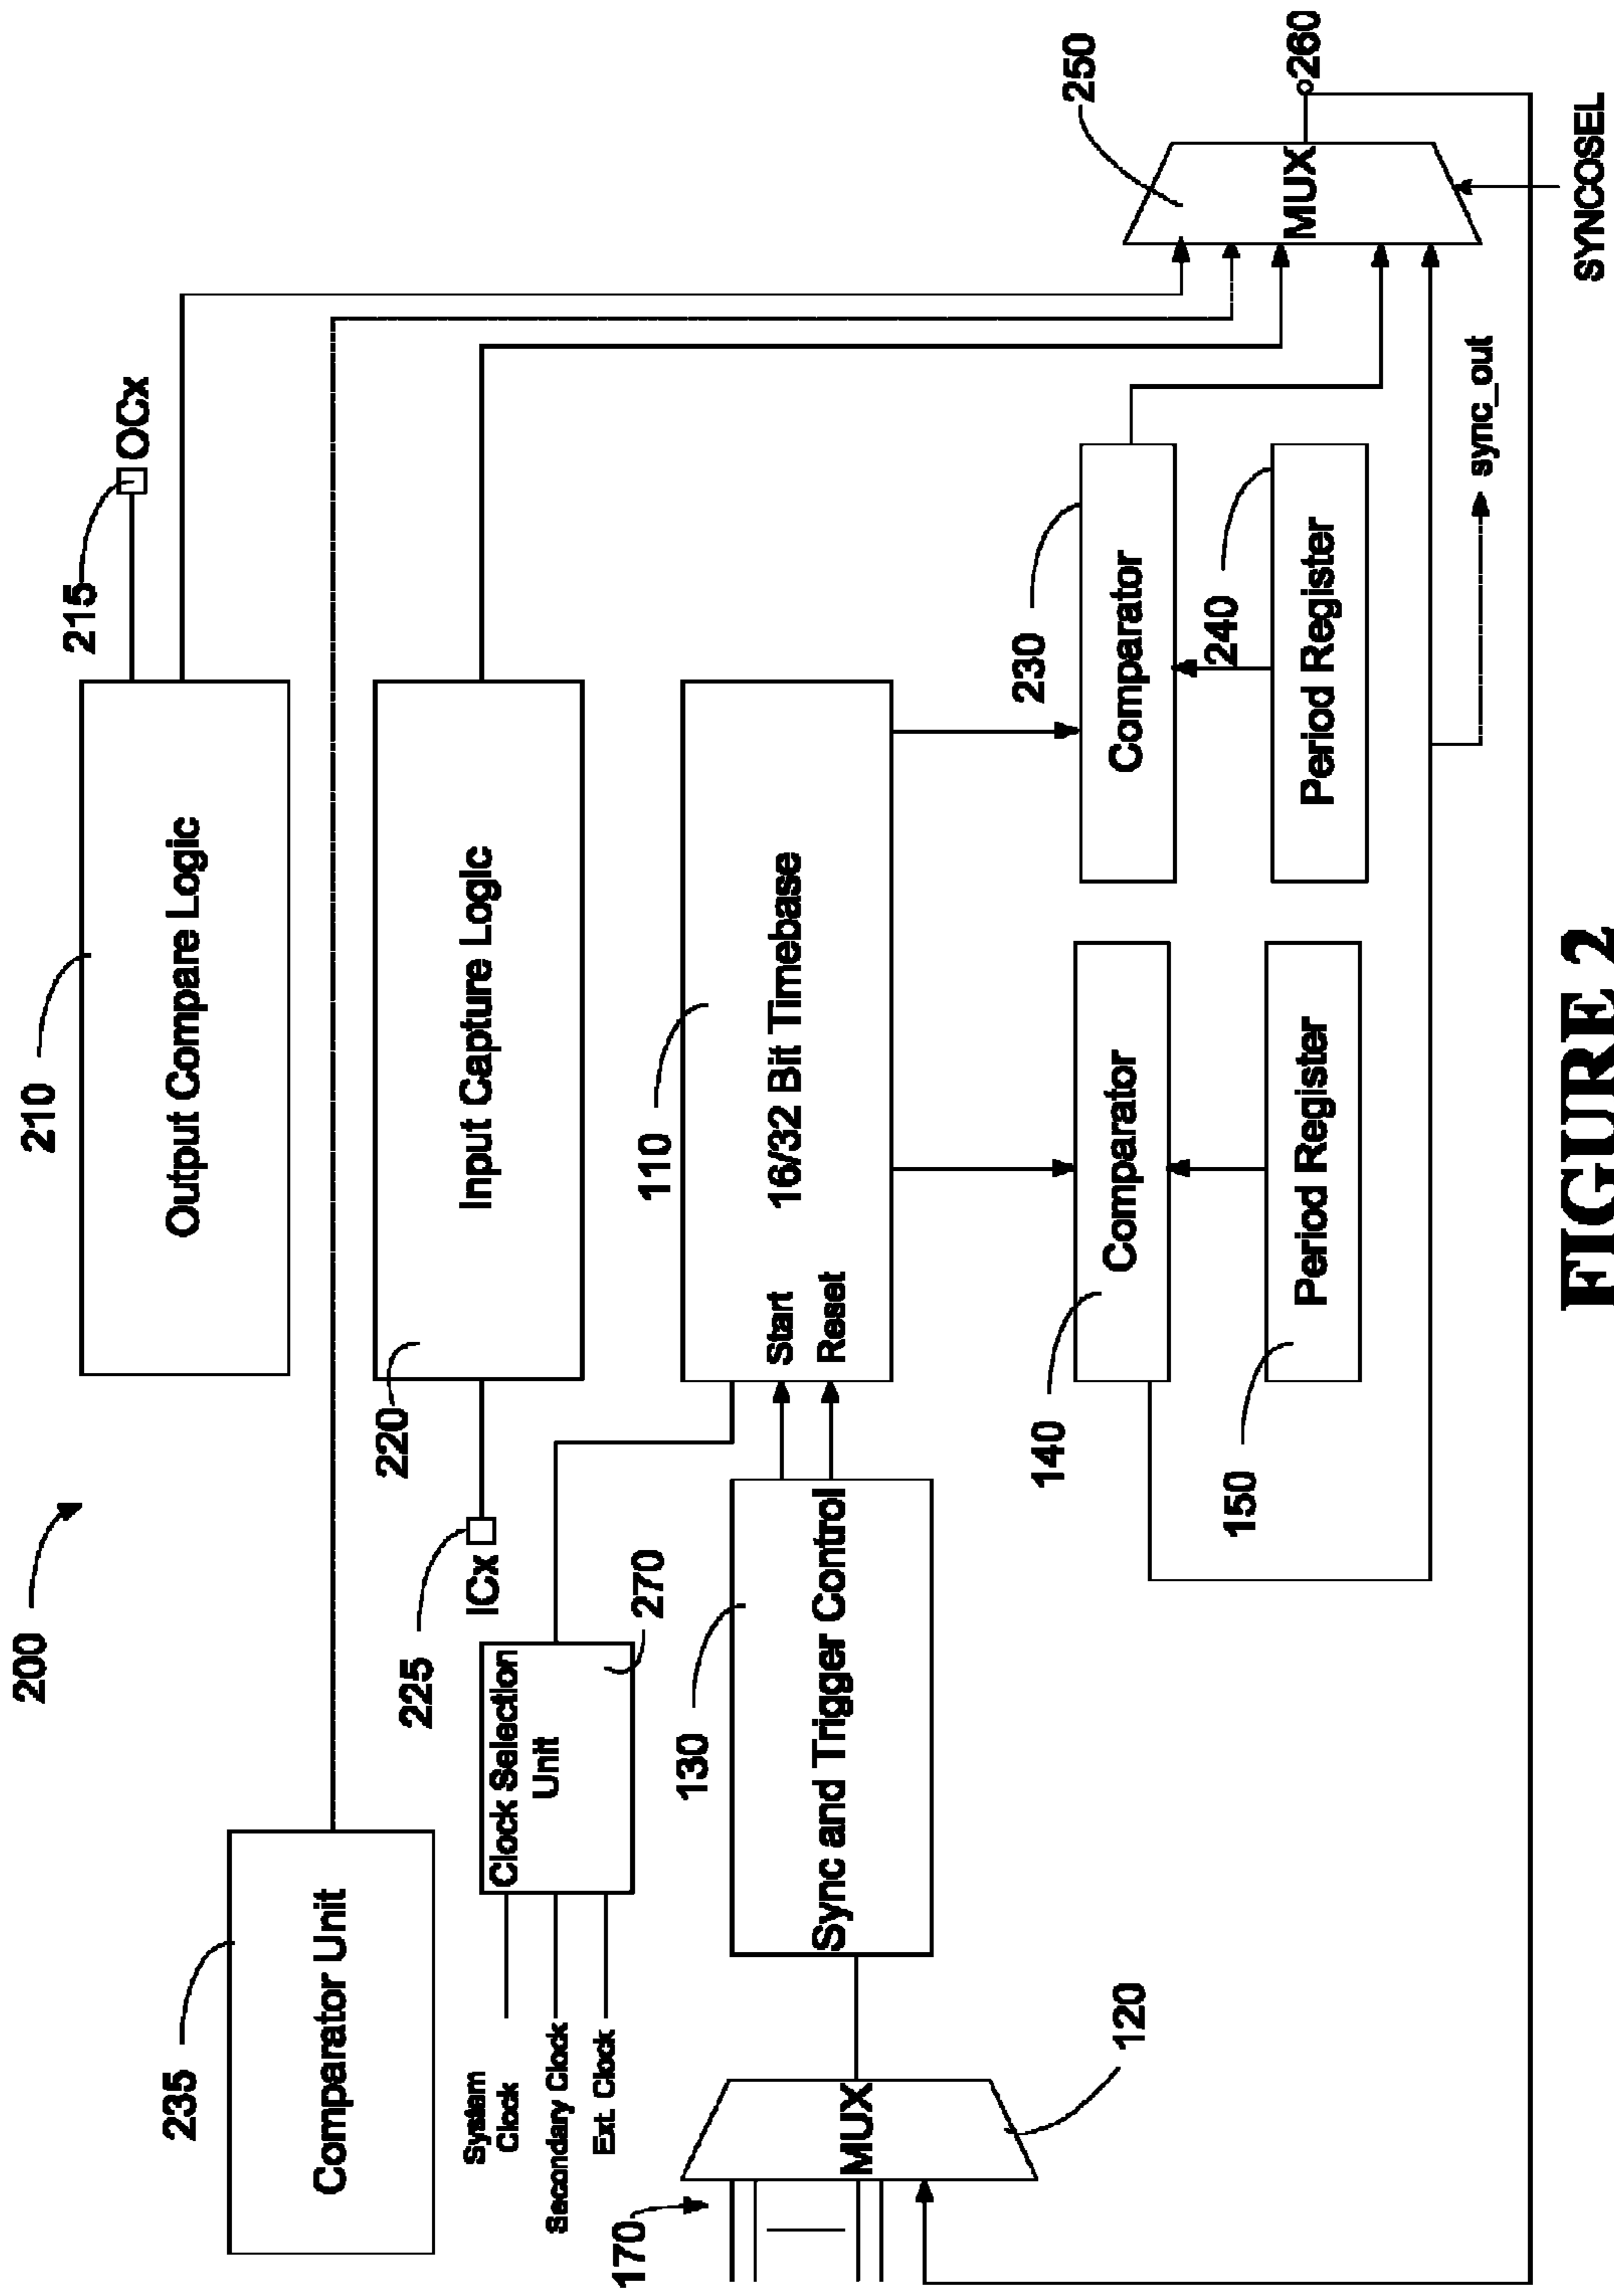 200
210
Output Compare Logic
215
OCx
235
Comparator Unit
220
Input Capture Logic
225
ICx
System
Clock
Secondary Clock
Ext. Clock
Clock Selection
Unit
270
110
16/32 Bit Timebase
Start
Reset
130
Sync and Trigger Control
170
MUX
120
140
Comparator
150
Period Register
230
Comparator
240
Period Register
250
MUX
260
SYNCOSEL
sync_out
FIGURE 2